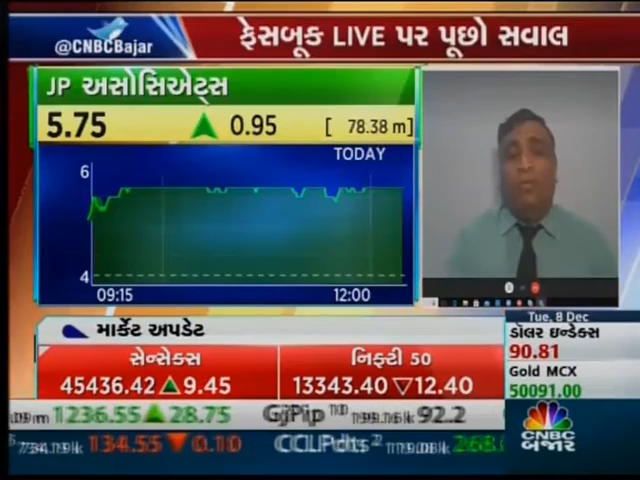 @CNBCBajar
ફેસબૂક LIVE પર પૂછો સવાલ
JP અસોસિએટ્સ
5.75 ▲ 0.95 [ 78.38 m]
TODAY
6
4
09:15 12:00
માર્કેટ અપડેટ
સેન્સેક્સ
45436.42 ▲ 9.45
નિફ્ટી 50
13343.40 ▽ 12.40
Tue, 8 Dec
ડૉલર ઇન્ડેક્સ
90.81
Gold MCX
50091.00
1236.55 ▲ 28.75 GjPip 92.2
134.55 ▼ 0.10 CCLPdts
CNBC
બજાર